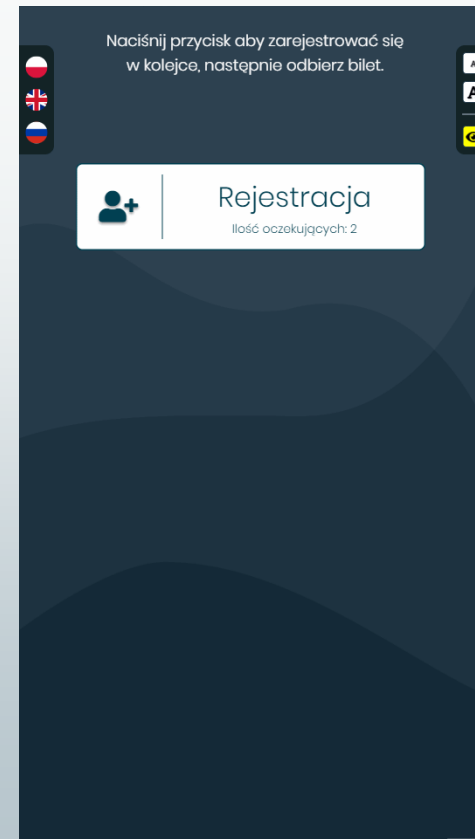 Naciśnij przycisk aby zarejestrować się
w kolejce, następnie odbierz bilet.
A
A
Rejestracja
Ilość oczekujących: 2